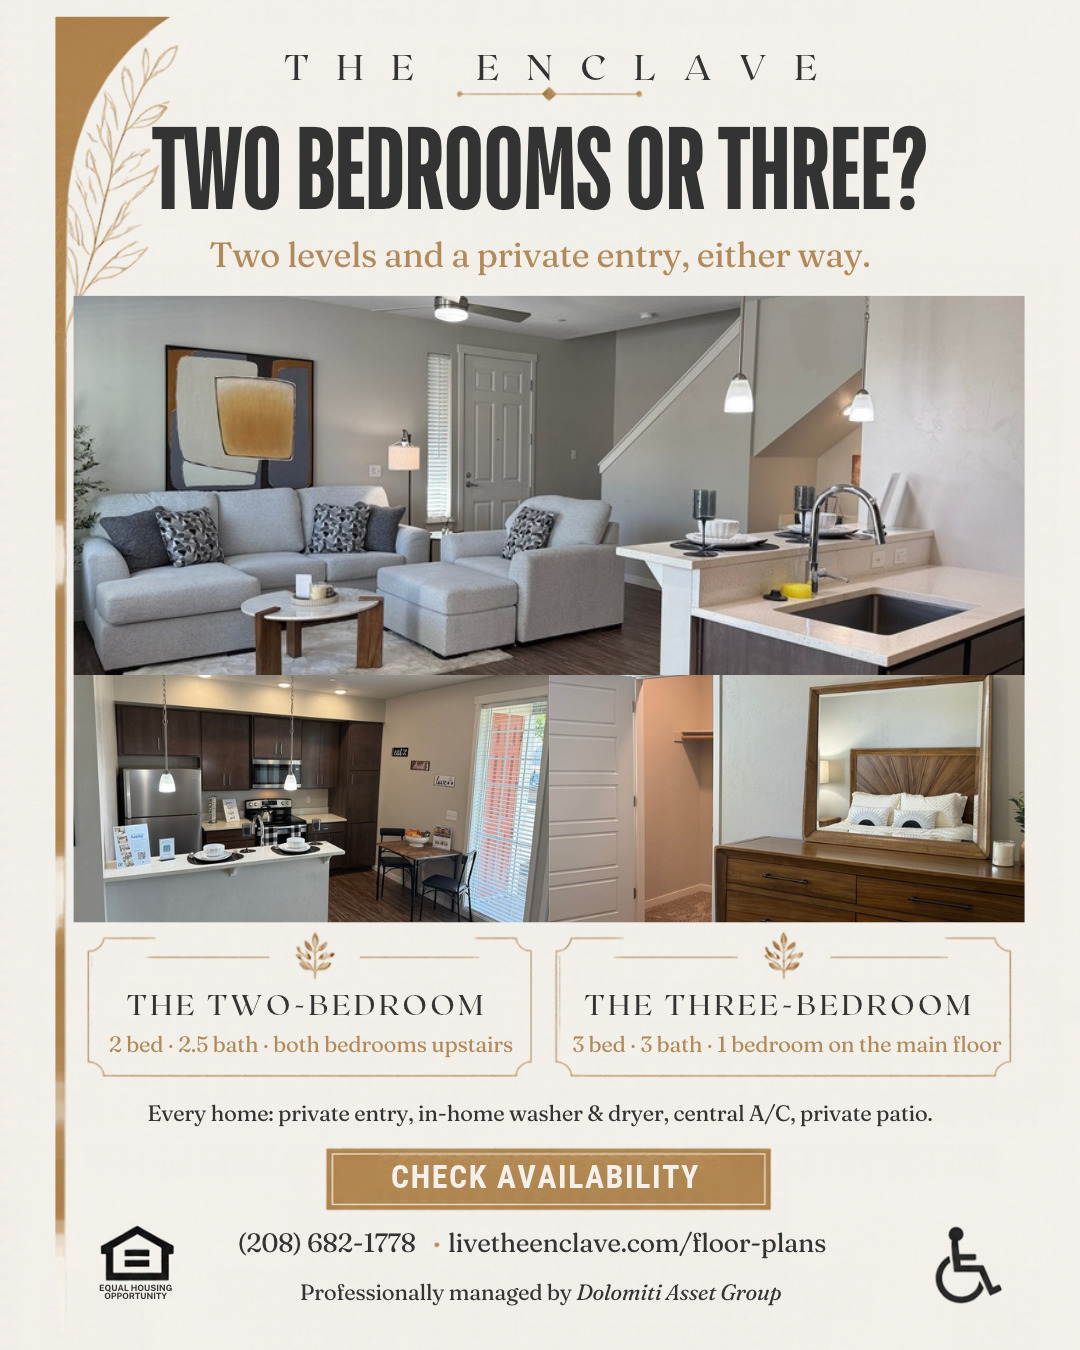 THE ENCLAVE
TWO BEDROOMS OR THREE?
Two levels and a private entry, either way.
THE TWO-BEDROOM
2 bed · 2.5 bath · both bedrooms upstairs
THE THREE-BEDROOM
3 bed · 3 bath · 1 bedroom on the main floor
Every home: private entry, in-home washer & dryer, central A/C, private patio.
CHECK AVAILABILITY
(208) 682-1778 • livetheenclave.com/floor-plans
EQUAL HOUSING
OPPORTUNITY
Professionally managed by Dolomiti Asset Group